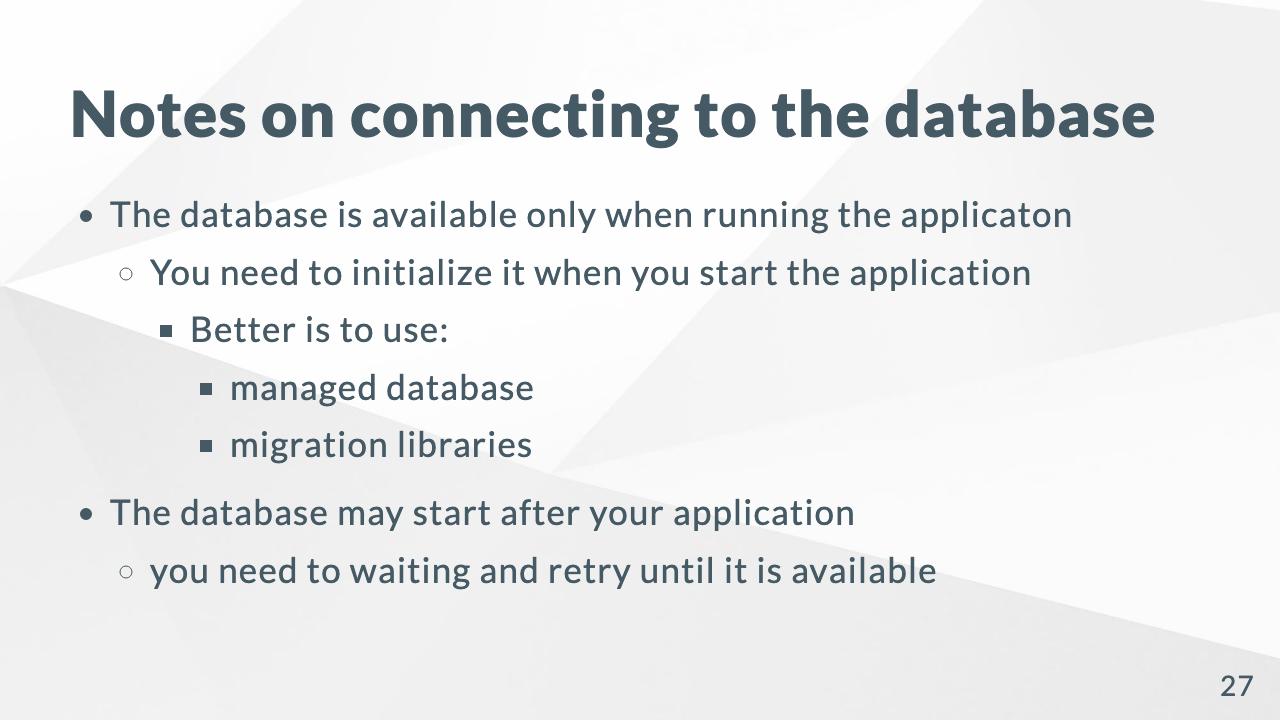 Notes on connecting to the database
The database is available only when running the applicaton
You need to initialize it when you start the application
Better is to use:
managed database
migration libraries
The database may start after your application
you need to waiting and retry until it is available
27